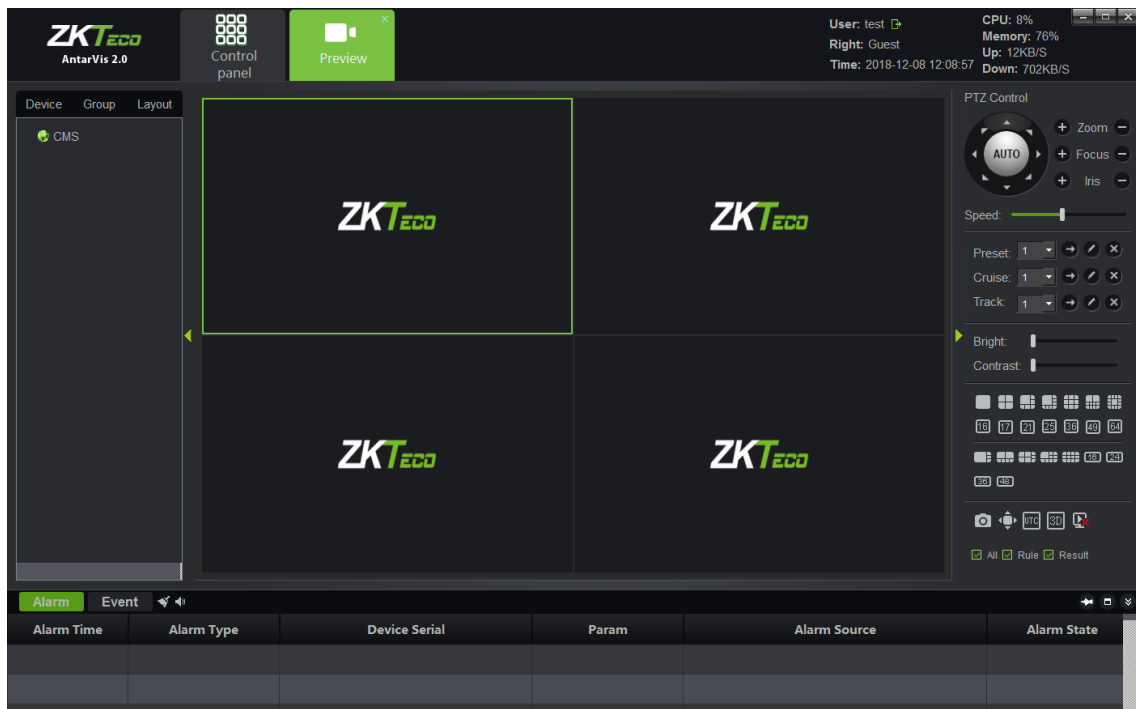 ZKTECO
AntarVis 2.0
Control
panel
Preview
User: test
Right: Guest
Time: 2018-12-08 12:08:57
CPU: 8%
Memory: 76%
Up: 12KB/S
Down: 702KB/S
Device Group Layout
CMS
ZKTECO
ZKTECO
ZKTECO
ZKTECO
PTZ Control
AUTO
Zoom
Focus
Iris
Speed:
Preset: 1
Cruise: 1
Track: 1
Bright:
Contrast:
16 17 21 25 36 49 64
16 24
36 48
UTC 3D
All Rule Result
Alarm Event
Alarm Time Alarm Type Device Serial Param Alarm Source Alarm State